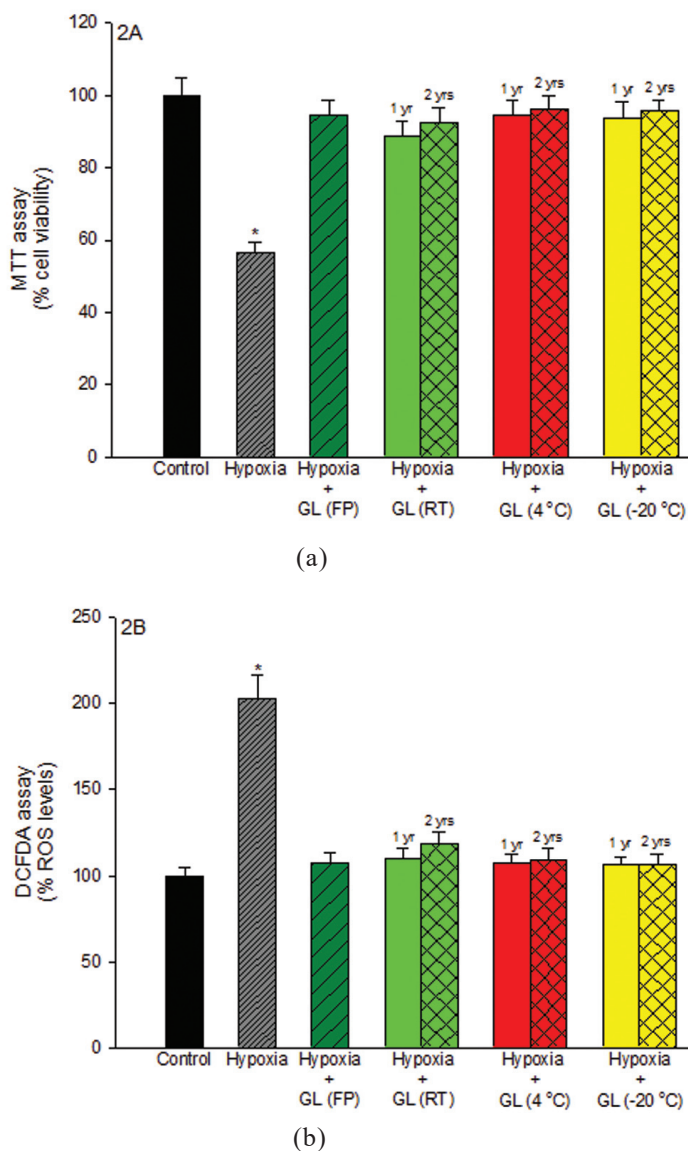 2A
120
100
80
60
40
20
0
MTT assay
(% cell viability)
*
1 yr 2 yrs
1 yr 2 yrs
1 yr 2 yrs
Control
Hypoxia
Hypoxia
+
GL (FP)
Hypoxia
+
GL (RT)
Hypoxia
+
GL (4 °C)
Hypoxia
+
GL (-20 °C)
(a)
2B
250
200
150
100
50
0
DCFDA assay
(% ROS levels)
*
1 yr 2 yrs
1 yr 2 yrs
1 yr 2 yrs
Control
Hypoxia
Hypoxia
+
GL (FP)
Hypoxia
+
GL (RT)
Hypoxia
+
GL (4 °C)
Hypoxia
+
GL (-20 °C)
(b)